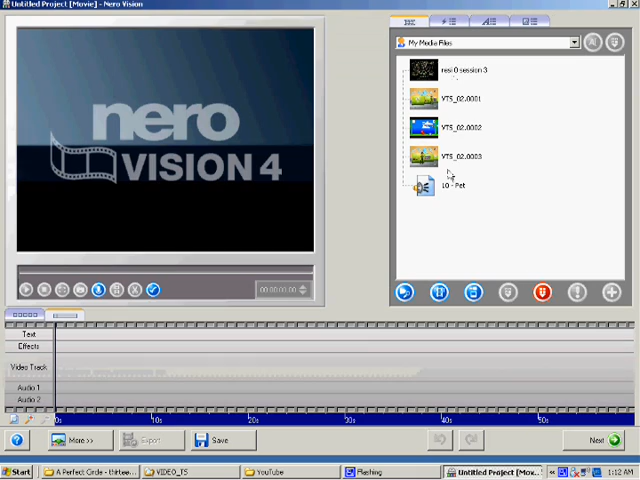 Untitled Project [Movie] - Nero Vision
nero
VISION 4
My Media Files
resi 0 session 3
VTS_02.0001
VTS_02.0002
VTS_02.0003
10 - Pet
00:00:00.00
Text
Effects
Video Track
Audio 1
Audio 2
0s 10s 20s 30s 40s 50s
More >> Export Save Next
Start A Perfect Circle - thirtee... VIDEO_TS YouTube Flashing Untitled Project [Mov... 1:12 AM